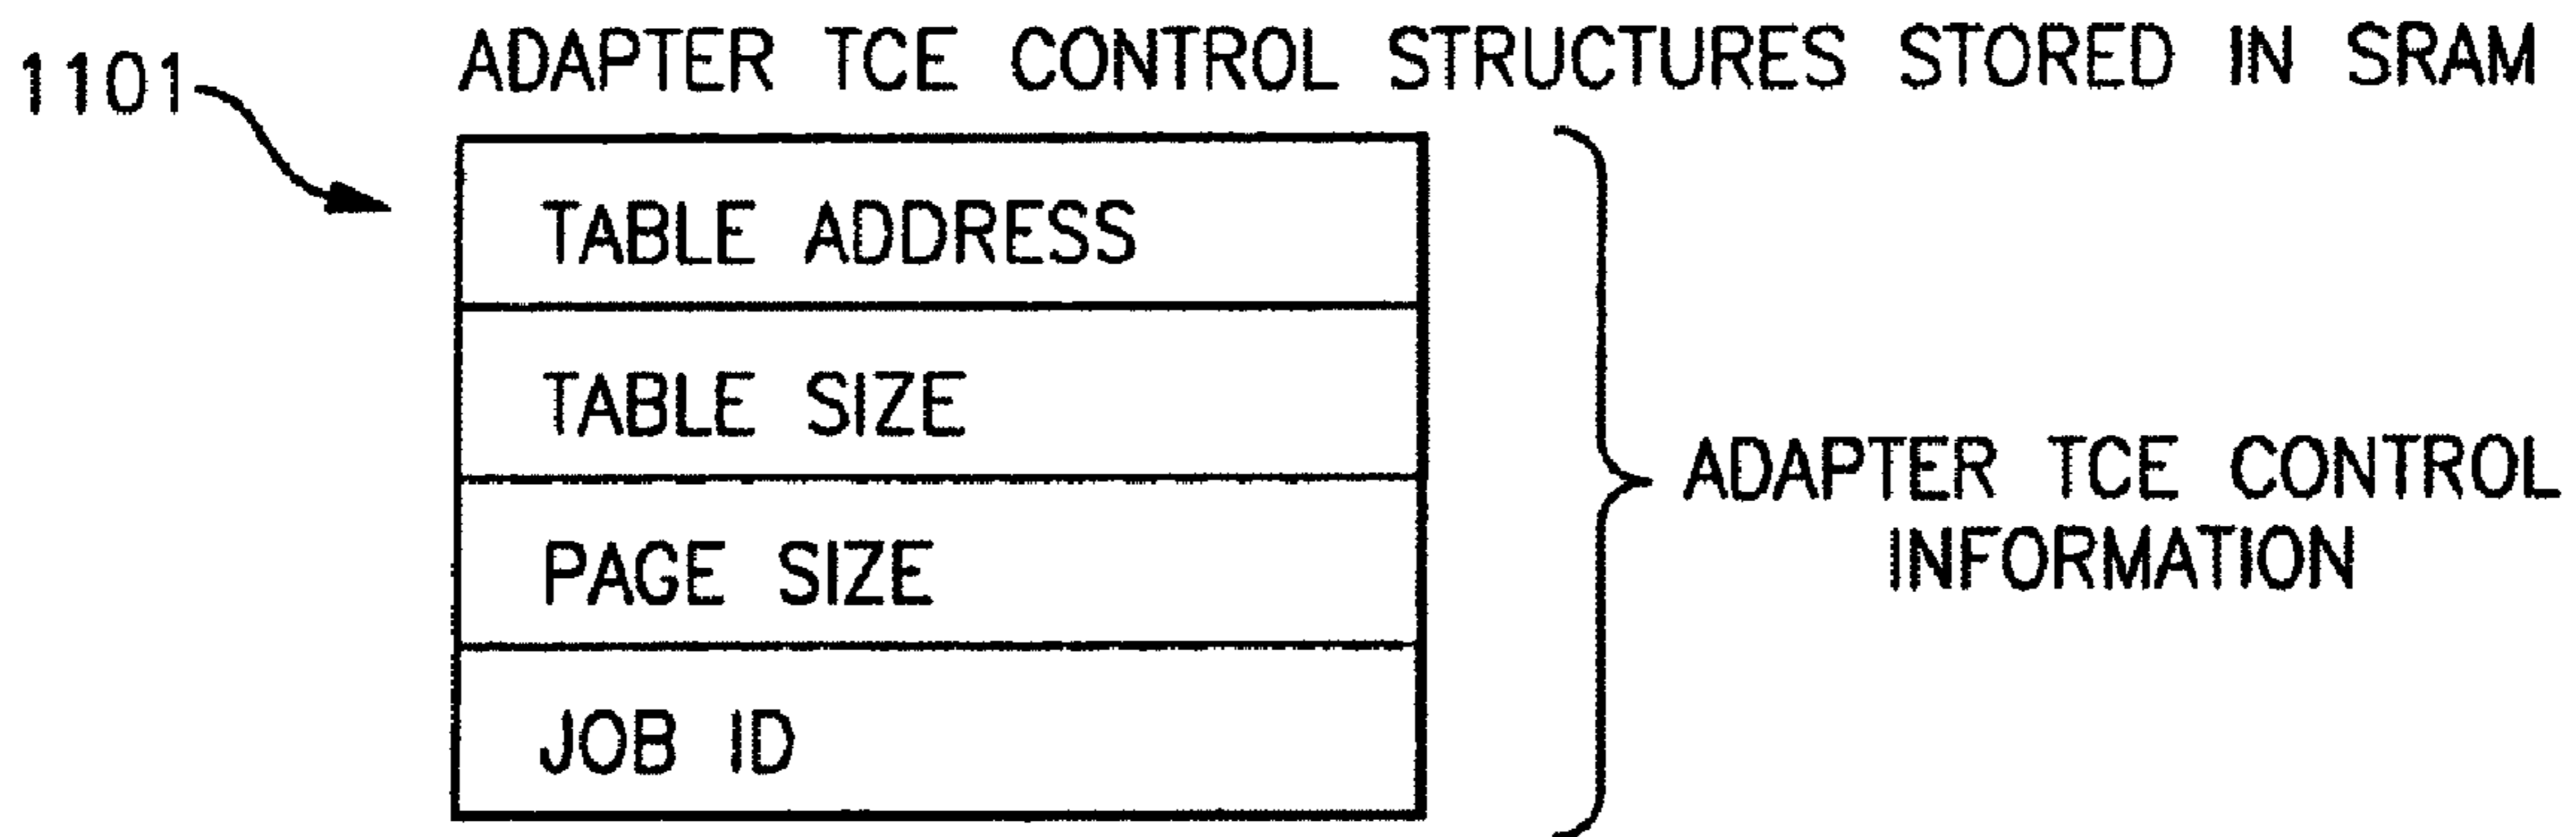 1101
ADAPTER TCE CONTROL STRUCTURES STORED IN SRAM
TABLE ADDRESS
TABLE SIZE
PAGE SIZE
JOB ID
ADAPTER TCE CONTROL
INFORMATION